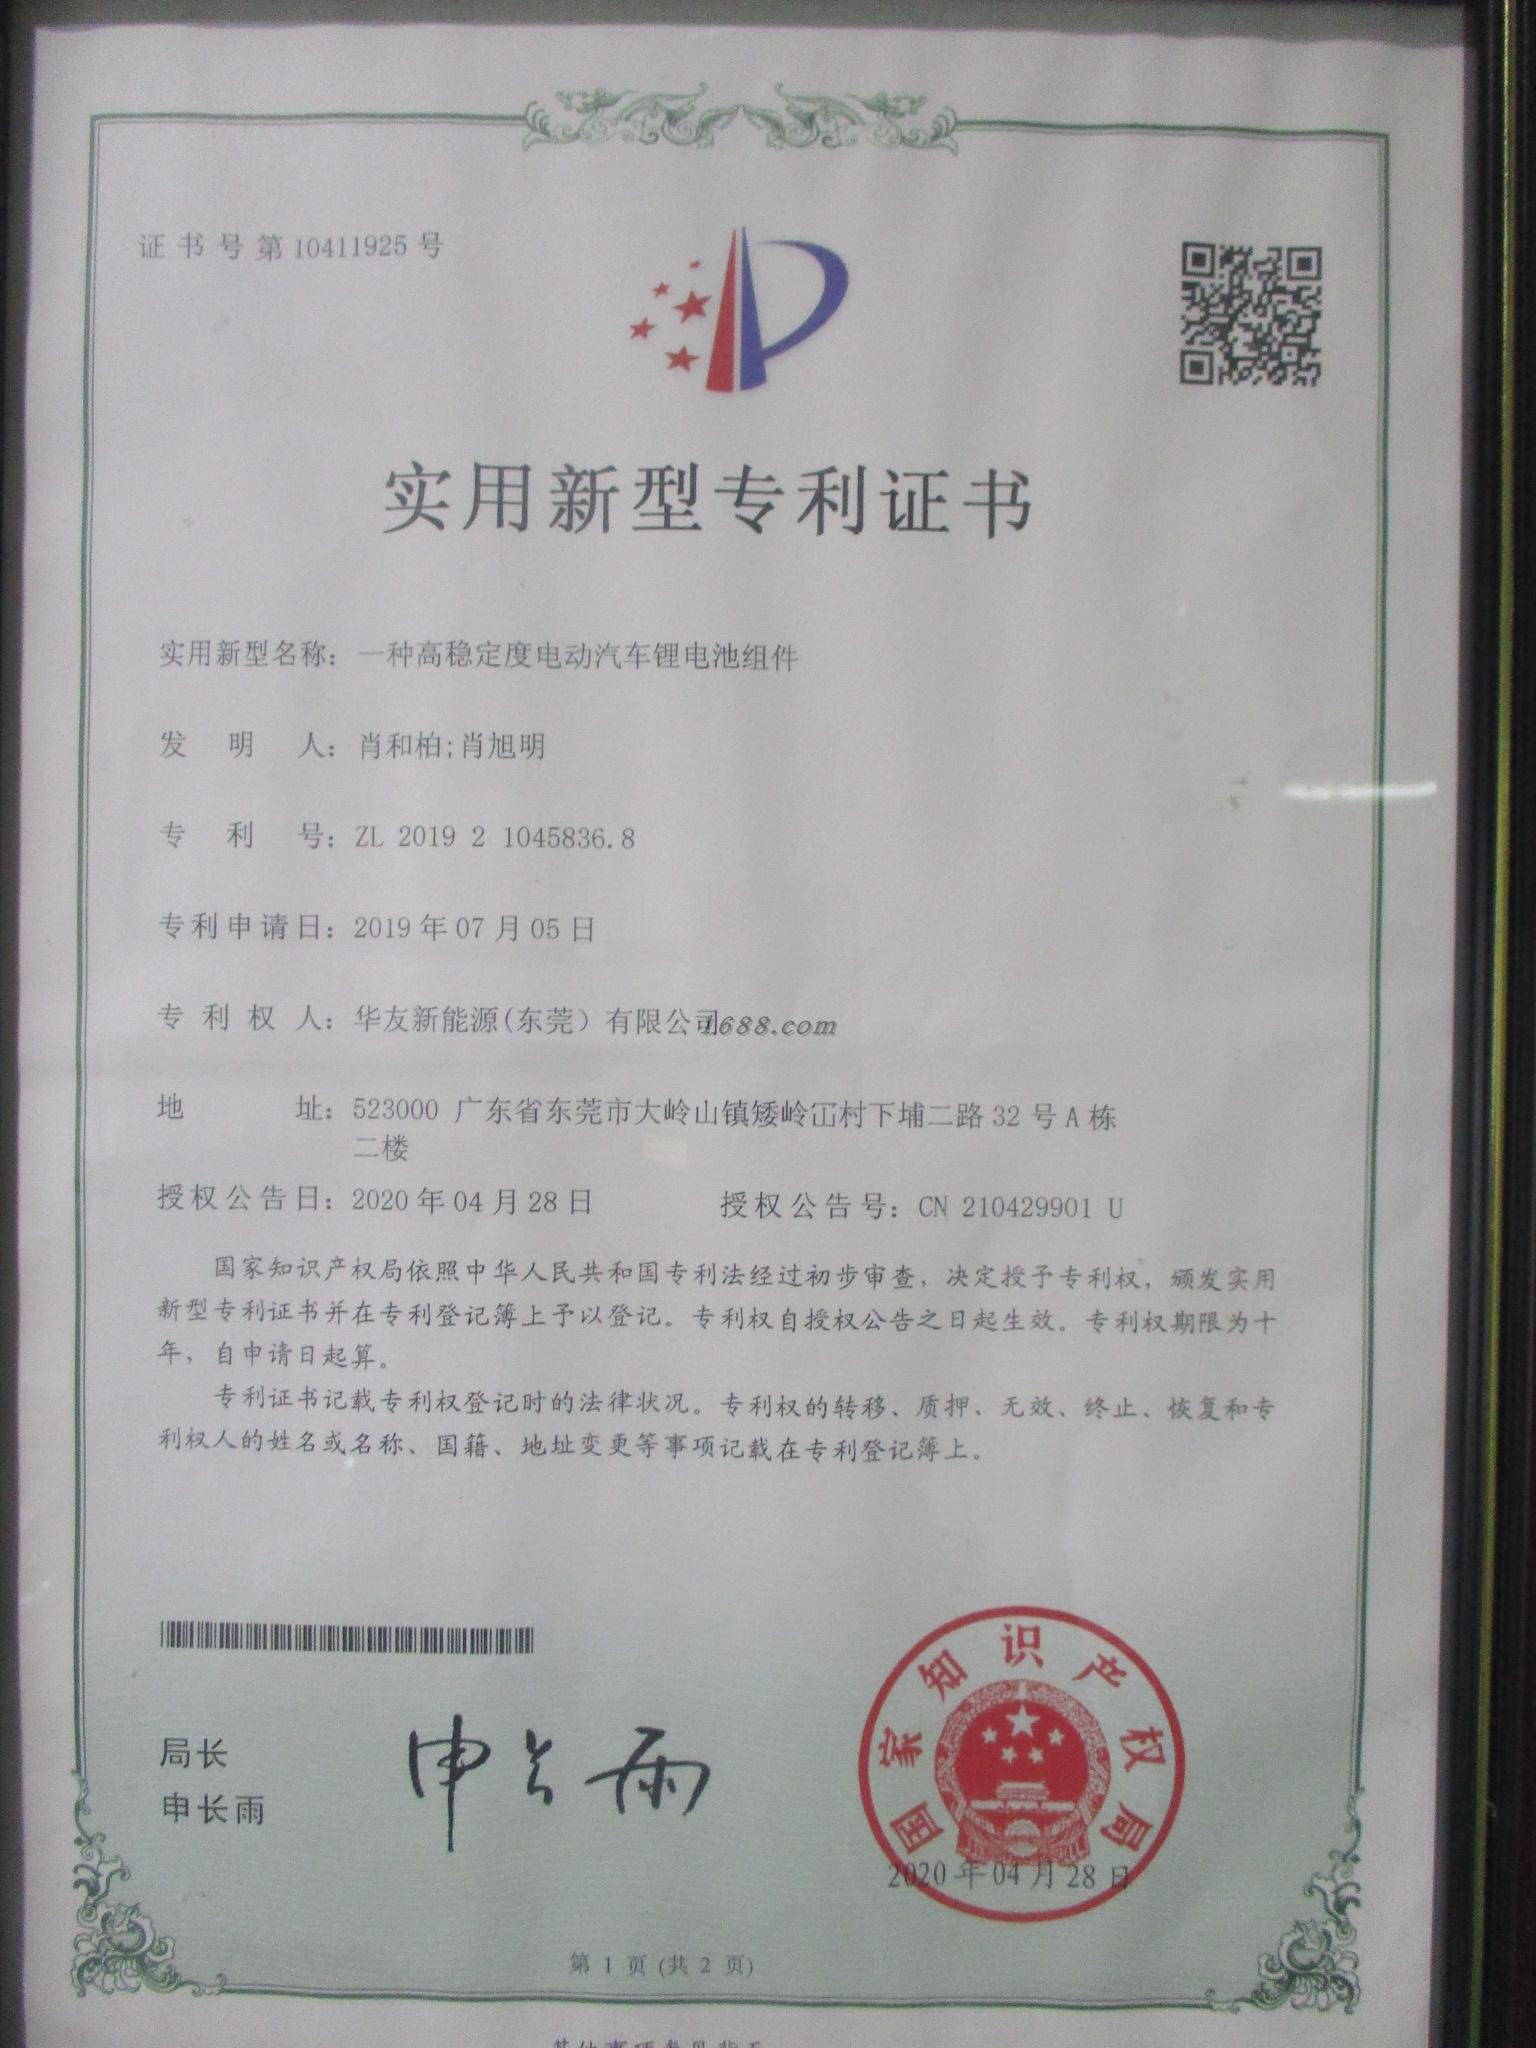 证书号第10411925号
实用新型专利证书
实用新型名称：一种高稳定度电动汽车锂电池组件
发明人：肖和柏;肖旭明
专利号：ZL 2019 2 1045836.8
专利申请日：2019年07月05日
专利权人：华友新能源(东莞）有限公司
1688.com
地址：523000 广东省东莞市大岭山镇矮岭冚村下埔二路32号A栋
二楼
授权公告日：2020年04月28日 授权公告号：CN 210429901 U
国家知识产权局依照中华人民共和国专利法经过初步审查，决定授予专利权，颁发实用
新型专利证书并在专利登记簿上予以登记。专利权自授权公告之日起生效。专利权期限为十
年，自申请日起算。
专利证书记载专利权登记时的法律状况。专利权的转移、质押、无效、终止、恢复和专
利权人的姓名或名称、国籍、地址变更等事项记载在专利登记簿上。
局长
申长雨
申长雨
国家知识产权局
2020年04月28日
第 1 页 (共 2 页)